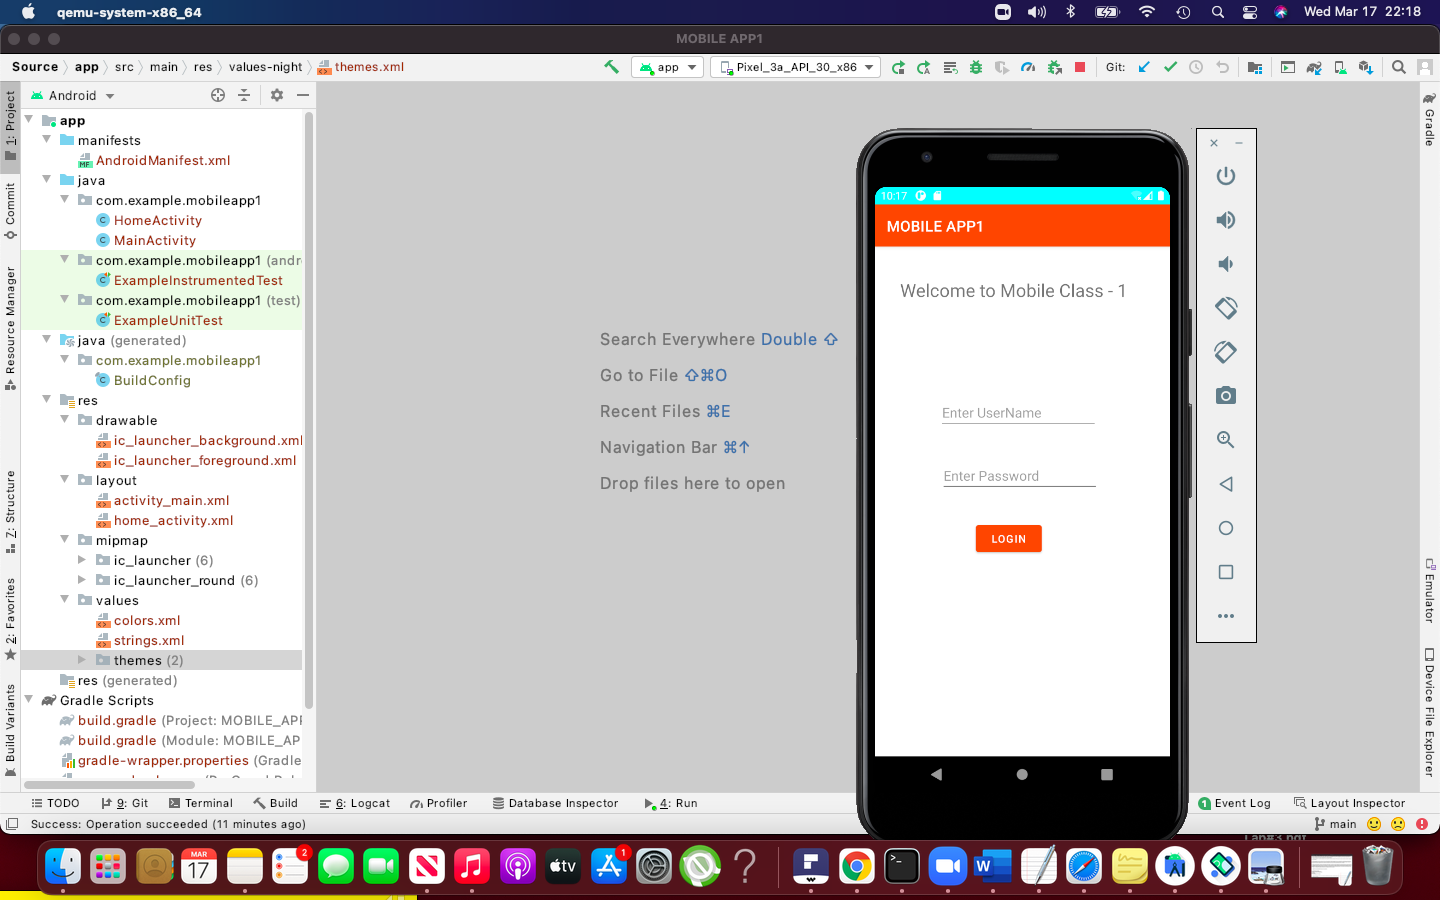 qemu-system-x86_64
Wed Mar 17 22:18
MOBILE APP1
Source app src main res values-night themes.xml
app
Pixel_3a_API_30_x86
Git:
1: Project
Commit
Resource Manager
Z: Structure
2: Favorites
Build Variants
Android
app
manifests
AndroidManifest.xml
java
com.example.mobileapp1
HomeActivity
MainActivity
com.example.mobileapp1 (andr
ExampleInstrumentedTest
com.example.mobileapp1 (test)
ExampleUnitTest
java (generated)
com.example.mobileapp1
BuildConfig
res
drawable
ic_launcher_background.xml
ic_launcher_foreground.xml
layout
activity_main.xml
home_activity.xml
mipmap
ic_launcher (6)
ic_launcher_round (6)
values
colors.xml
strings.xml
themes (2)
res (generated)
Gradle Scripts
build.gradle (Project: MOBILE_APP
build.gradle (Module: MOBILE_AP
gradle-wrapper.properties (Gradle
Search Everywhere Double ⇧
Go to File ⇧⌘O
Recent Files ⌘E
Navigation Bar ⌘↑
Drop files here to open
10:17
MOBILE APP1
Welcome to Mobile Class - 1
Enter UserName
Enter Password
LOGIN
Gradle
Emulator
Device File Explorer
TODO
9: Git
Terminal
Build
6: Logcat
Profiler
Database Inspector
4: Run
1 Event Log
Layout Inspector
Success: Operation succeeded (11 minutes ago)
main
MAR
17
2
tv
1